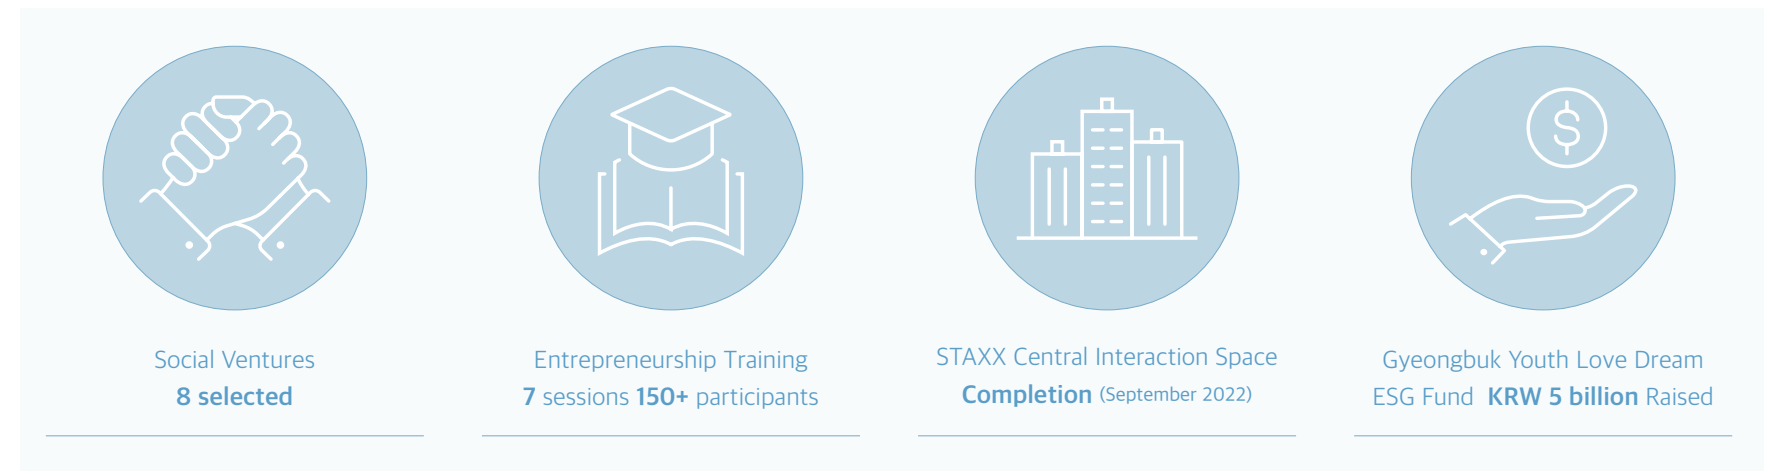 Social Ventures
8 selected
Entrepreneurship Training
7 sessions 150+ participants
STAXX Central Interaction Space
Completion (September 2022)
Gyeongbuk Youth Love Dream
ESG Fund KRW 5 billion Raised